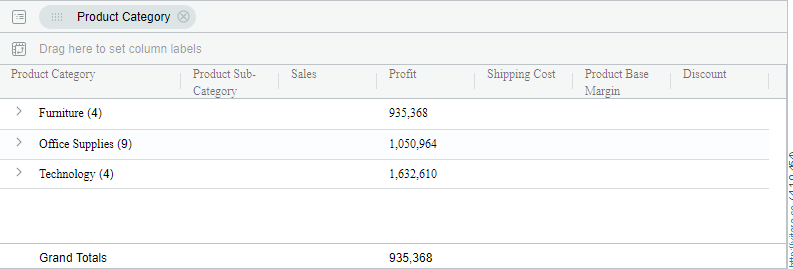 Product Category
Drag here to set column labels
Product Category Product Sub-Category Sales Profit Shipping Cost Product Base Margin Discount
Furniture (4) 935,368
Office Supplies (9) 1,050,964
Technology (4) 1,632,610
Grand Totals 935,368